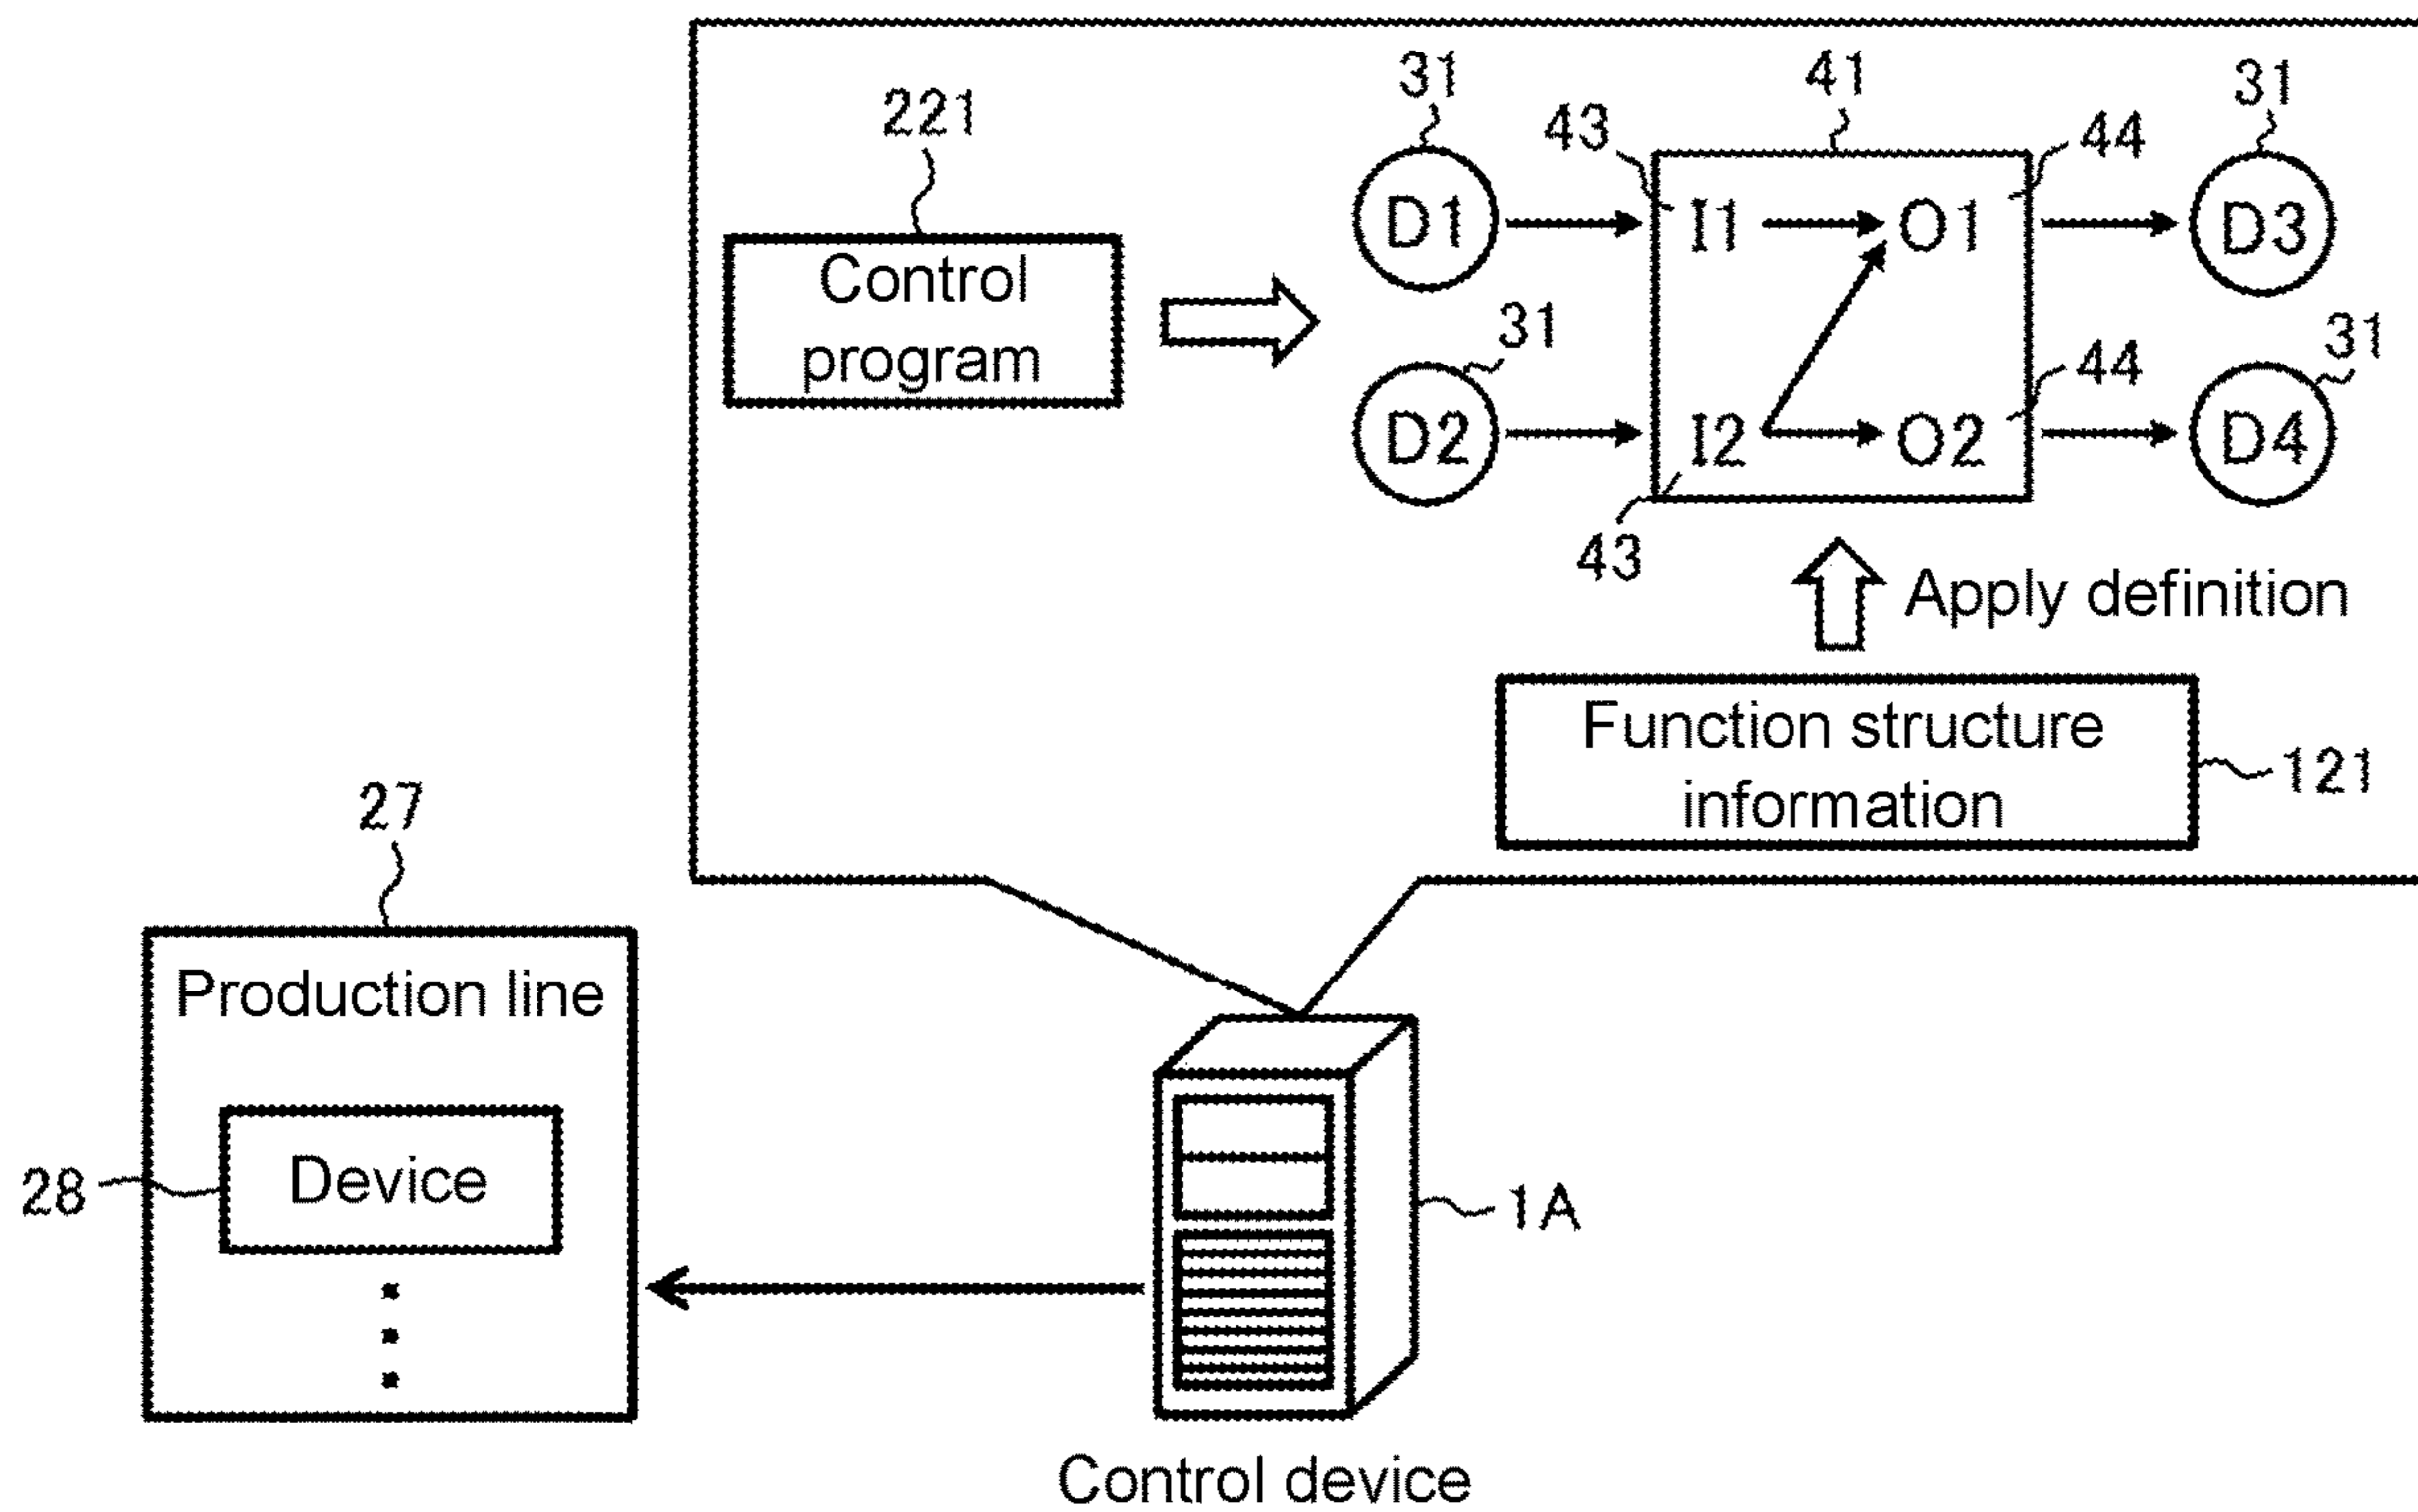 31
41
31
221
43
44
D1
I1
O1
D3
Control
program
31
44
31
D2
I2
O2
D4
43
Apply definition
Function structure
information
121
27
Production line
28
Device
1A
Control device